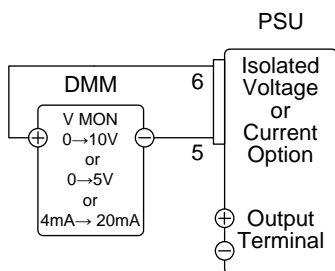 PSU
DMM
6
5
V MON
0→10V
or
0→5V
or
4mA→ 20mA
Isolated
Voltage
or
Current
Option
Output
Terminal